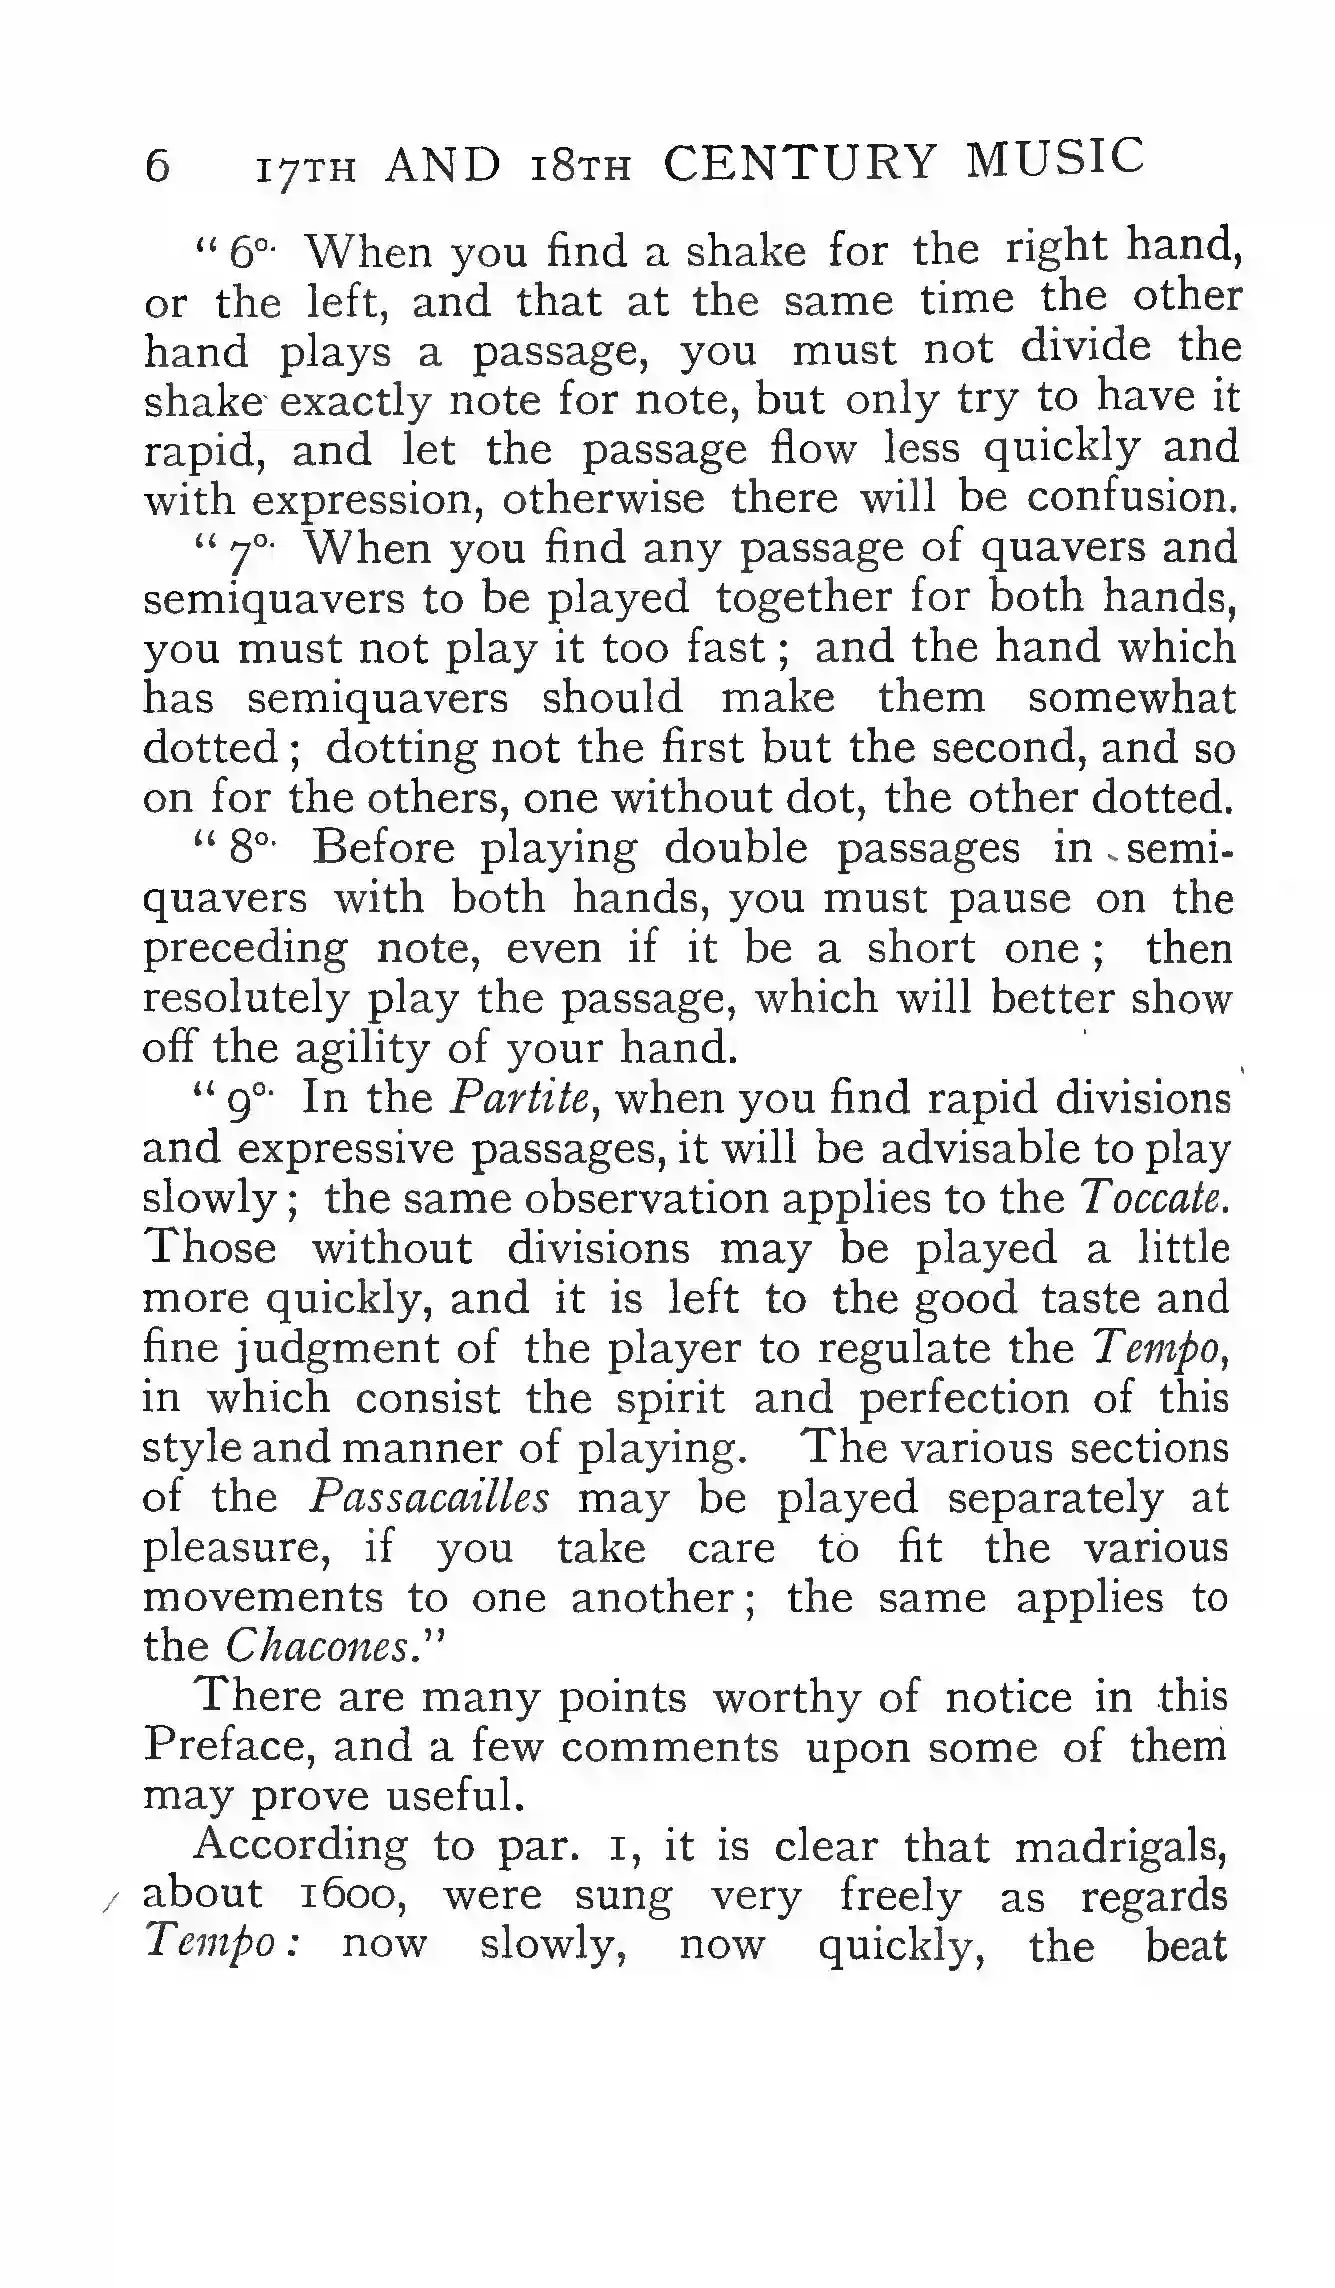 6 17TH AND 18TH CENTURY MUSIC
“ 6º· When you find a shake for the right hand,
or the left, and that at the same time the other
hand plays a passage, you must not divide the
shake exactly note for note, but only try to have it
rapid, and let the passage flow less quickly and
with expression, otherwise there will be confusion.
“ 7º· When you find any passage of quavers and
semiquavers to be played together for both hands,
you must not play it too fast ; and the hand which
has semiquavers should make them somewhat
dotted ; dotting not the first but the second, and so
on for the others, one without dot, the other dotted.
“ 8º· Before playing double passages in semi-
quavers with both hands, you must pause on the
preceding note, even if it be a short one ; then
resolutely play the passage, which will better show
off the agility of your hand.
“ 9º· In the Partite, when you find rapid divisions
and expressive passages, it will be advisable to play
slowly ; the same observation applies to the Toccate.
Those without divisions may be played a little
more quickly, and it is left to the good taste and
fine judgment of the player to regulate the Tempo,
in which consist the spirit and perfection of this
style and manner of playing. The various sections
of the Passacailles may be played separately at
pleasure, if you take care to fit the various
movements to one another ; the same applies to
the Chacones.”
There are many points worthy of notice in this
Preface, and a few comments upon some of them
may prove useful.
According to par. 1, it is clear that madrigals,
about 1600, were sung very freely as regards
Tempo : now slowly, now quickly, the beat